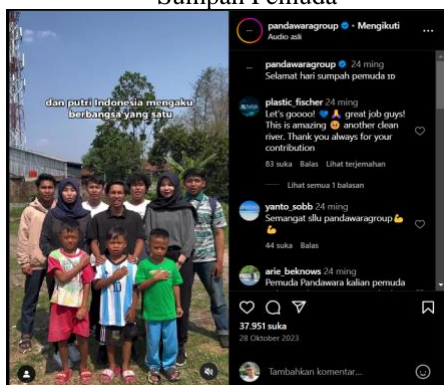 Sumpah Pemuda
dan putri Indonesia mengaku
berbangsa yang satu
pandawaragroup • Mengikuti
Audio asli
pandawaragroup 24 ming
Selamat hari sumpah pemuda ID
plastic_fischer 24 ming
Let's goooo! 💙 🙏 great job guys!
This is amazing 🤩 another clean
river. Thank you always for your
contribution
83 suka Balas Lihat terjemahan
Lihat semua 1 balasan
yanto_sobb 24 ming
Semangat sllu pandawaragroup💪
💪
44 suka Balas
arie_beknows 24 ming
Pemuda Pandawara kalian pemuda
37.951 suka
28 Oktober 2023
Tambahkan komentar...